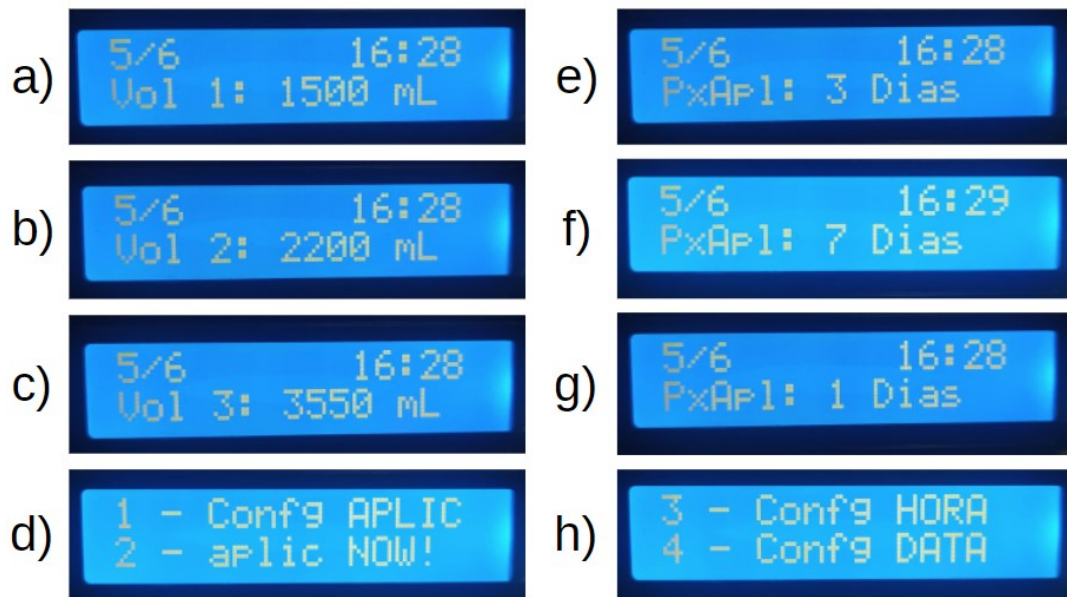 a)
5/6 16:28
Vol 1: 1500 mL
b)
5/6 16:28
Vol 2: 2200 mL
c)
5/6 16:28
Vol 3: 3550 mL
d)
1 - Confg APLIC
2 - aplic NOW!
e)
5/6 16:28
PxApl: 3 Dias
f)
5/6 16:29
PxApl: 7 Dias
g)
5/6 16:28
PxApl: 1 Dias
h)
3 - Confg HORA
4 - Confg DATA